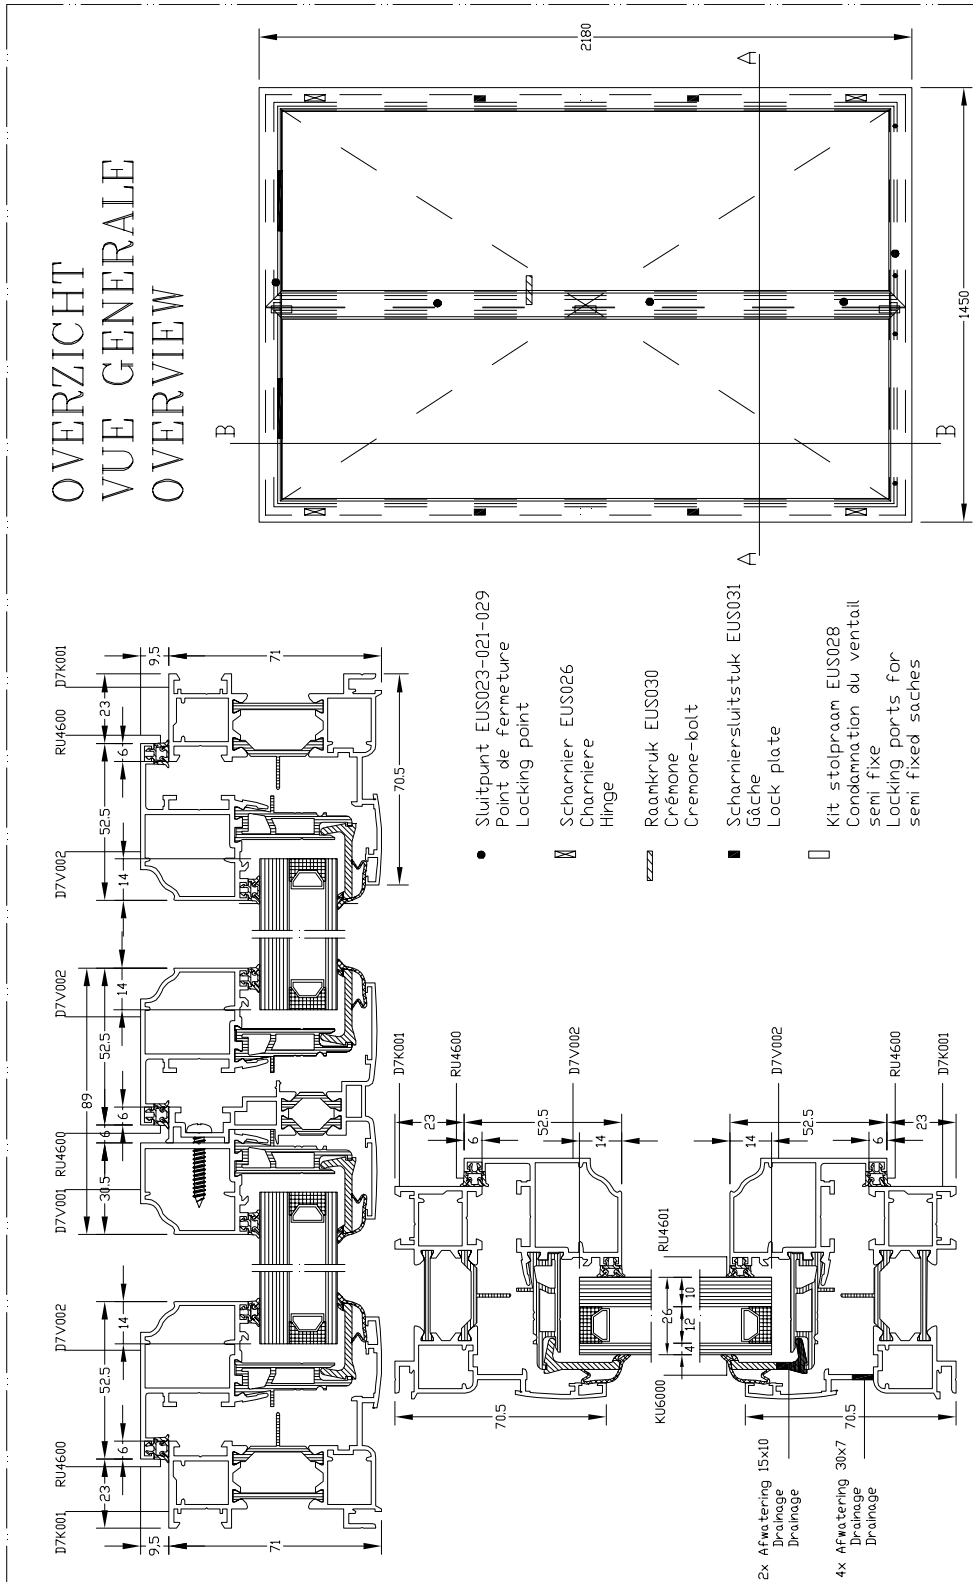 OVERZICHT
VUE GENERALE
OVERVIEW
2180
1450
A
A
B
B
Sluitpunt EUS023-021-029
Point de fermeture
Locking point
Scharnier EUS026
Charniere
Hinge
Raamkruk EUS030
Crémone
Cremone-bolt
Scharniersluitstuk EUS031
Gâche
Lock plate
Kit stolpraam EUS028
Condamnation du ventail
semi fixe
Locking ports for
semi fixed saches
D7K001
RU4600
D7V002
D7V001
RU4600
D7V002
D7V002
RU4600
D7K001
9,5
23
6
52.5
14
30.5
6
6
89
52.5
14
14
52.5
6
23
9,5
71
71
70.5
D7K001
RU4600
D7V002
D7V002
RU4600
D7K001
23
6
52.5
14
14
52.5
6
23
RU4601
KU6000
10
26
12
4
70.5
70.5
2x Afwatering 15x10
Drainage
Drainage
4x Afwatering 30x7
Drainage
Drainage